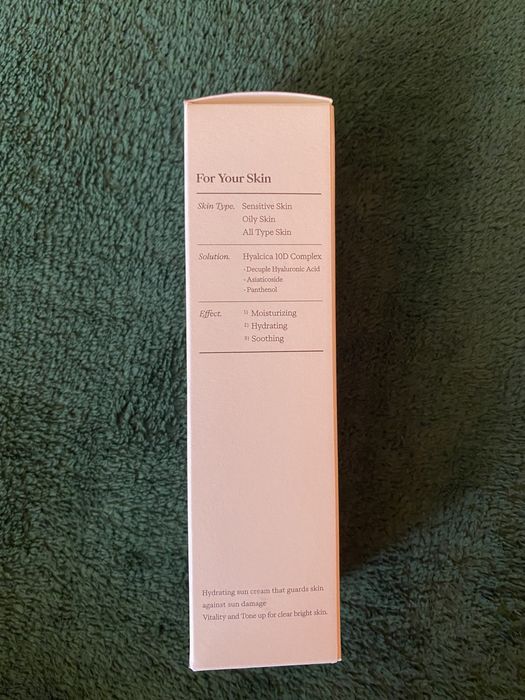 For Your Skin
Skin Type. Sensitive Skin
Oily Skin
All Type Skin
Solution. Hyalcica 10D Complex
- Decuple Hyaluronic Acid
- Asiaticoside
- Panthenol
Effect. 1) Moisturizing
2) Hydrating
3) Soothing
Hydrating sun cream that guards skin
against sun damage
Vitality and Tone up for clear bright skin.